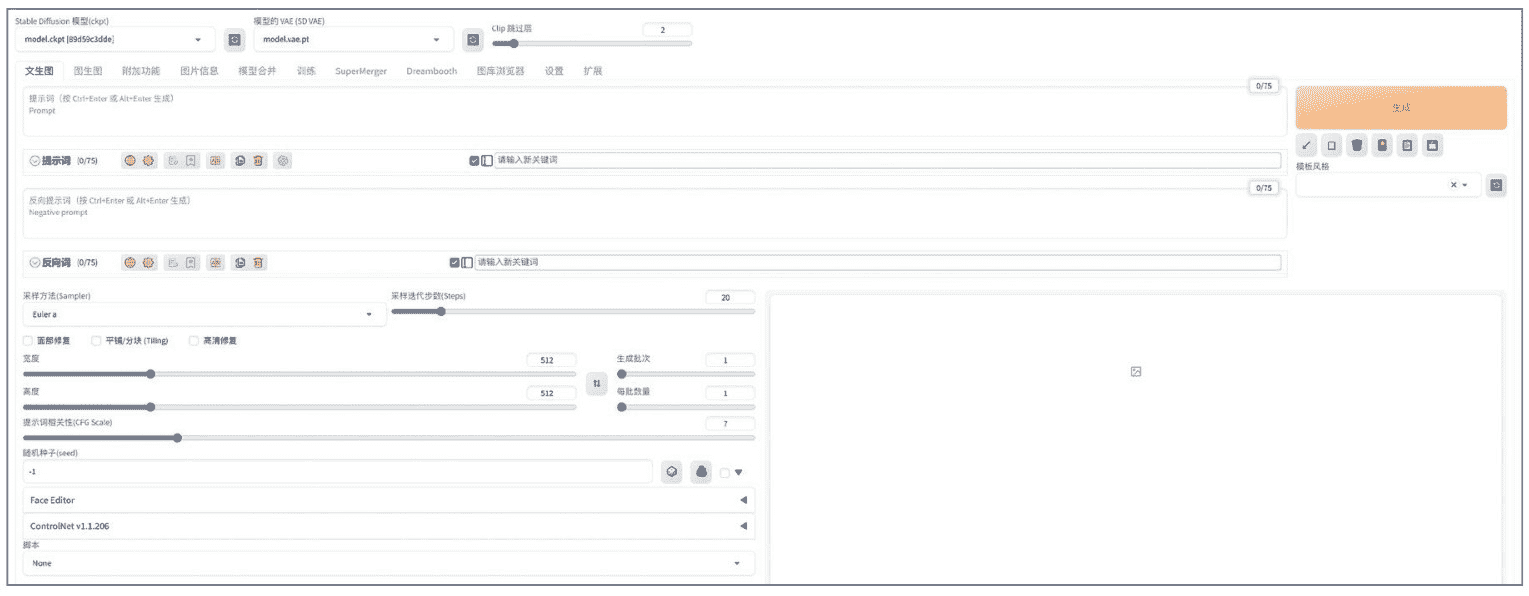 Stable Diffusion 模型(ckpt)
模型的 VAE (SD VAE)
Clip 跳过层
2
model.ckpt [89d59c3dde]
model.vae.pt
文生图 图生图 附加功能 图片信息 模型合并 训练 SuperMerger Dreambooth 图库浏览器 设置 扩展
0/75
提示词（按 Ctrl+Enter 或 Alt+Enter 生成）
Prompt
生成
提示词 (0/75)
请输入新关键词
模板风格
0/75
反向提示词（按 Ctrl+Enter 或 Alt+Enter 生成）
Negative prompt
反向词 (0/75)
请输入新关键词
采样方法(Sampler)
Euler a
采样迭代步数(Steps)
20
面部修复 平铺/分块 (Tiling) 高清修复
宽度
512
生成批次
1
高度
512
每批数量
1
提示词相关性(CFG Scale)
7
随机种子(seed)
-1
Face Editor
ControlNet v1.1.206
脚本
None